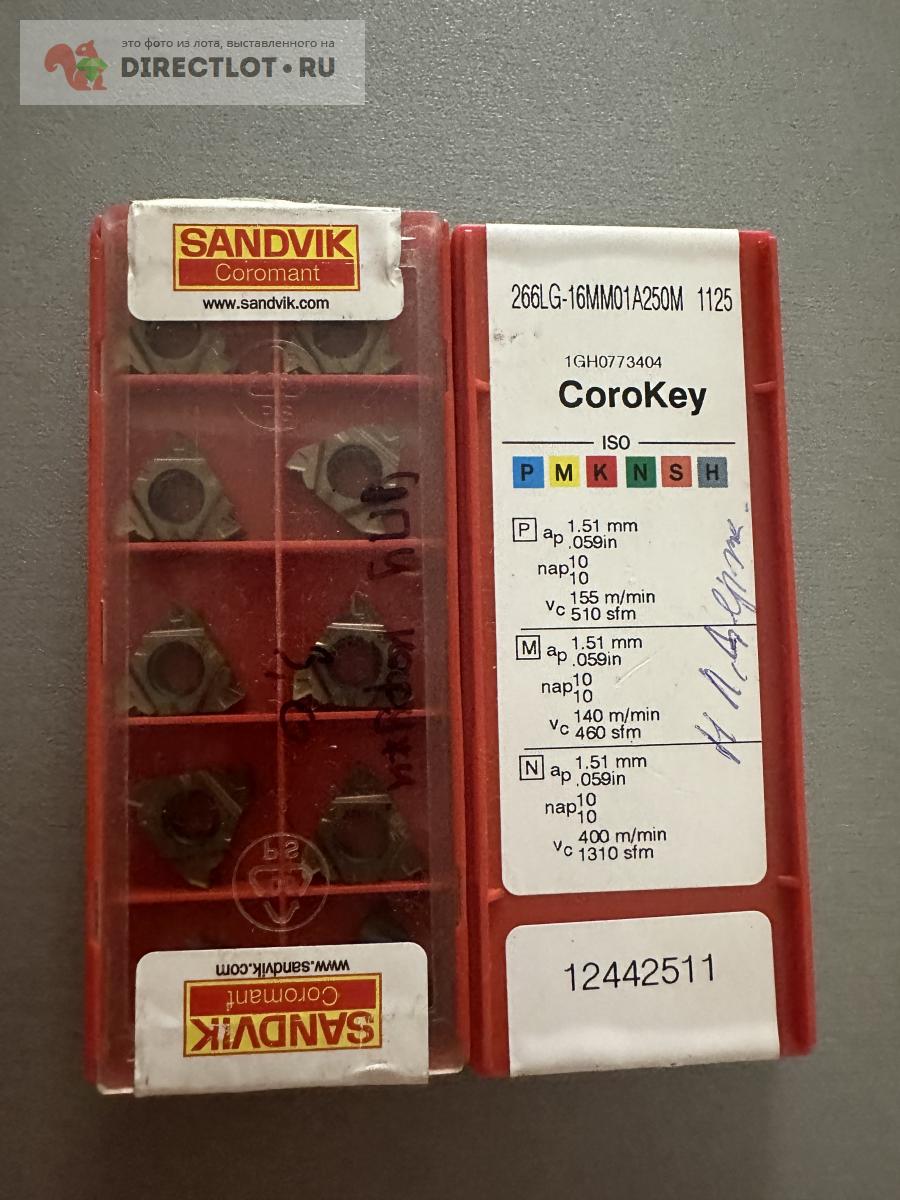 это фото из лота, выставленного на
DIRECTLOT•RU
SANDVIK
Coromant
www.sandvik.com
PS
PS
www.sandvik.com
Coromant
SANDVIK
266LG-16MM01A250M 1125
1GH0773404
CoroKey
ISO
P M K N S H
P ap 1.51 mm
.059in
nap 10
10
vc 155 m/min
510 sfm
M ap 1.51 mm
.059in
nap 10
10
vc 140 m/min
460 sfm
N ap 1.51 mm
.059in
nap 10
10
vc 400 m/min
1310 sfm
12442511